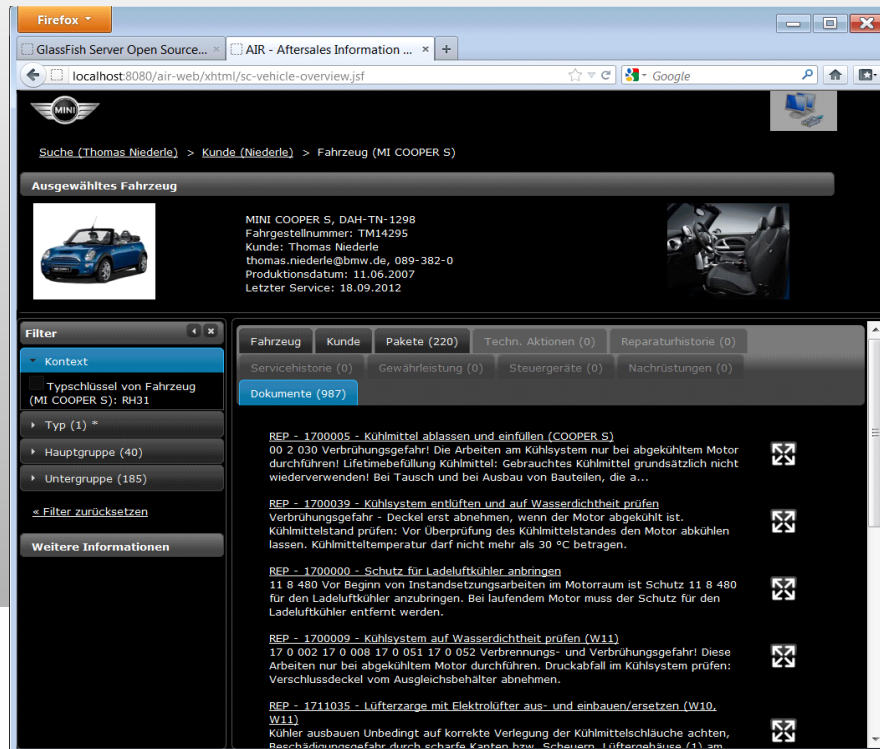 Firefox
GlassFish Server Open Source... ×
AIR - Aftersales Information ... × +
localhost:8080/air-web/xhtml/sc-vehicle-overview.jsf
Google
MINI
Suche (Thomas Niederle) > Kunde (Niederle) > Fahrzeug (MI COOPER S)
Ausgewähltes Fahrzeug
MINI COOPER S, DAH-TN-1298
Fahrgestellnummer: TM14295
Kunde: Thomas Niederle
thomas.niederle@bmw.de, 089-382-0
Produktionsdatum: 11.06.2007
Letzter Service: 18.09.2012
Filter
Kontext
Typschlüssel von Fahrzeug
(MI COOPER S): RH31
Typ (1) *
Hauptgruppe (40)
Untergruppe (185)
« Filter zurücksetzen
Weitere Informationen
Fahrzeug Kunde Pakete (220) Techn. Aktionen (0) Reparaturhistorie (0)
Servicehistorie (0) Gewährleistung (0) Steuergeräte (0) Nachrüstungen (0)
Dokumente (987)
REP - 1700005 - Kühlmittel ablassen und einfüllen (COOPER S)
00 2 030 Verbrühungsgefahr! Die Arbeiten am Kühlsystem nur bei abgekühltem Motor
durchführen! Lifetimebefüllung Kühlmittel: Gebrauchtes Kühlmittel grundsätzlich nicht
wiederverwenden! Bei Tausch und bei Ausbau von Bauteilen, die a...
REP - 1700039 - Kühlsystem entlüften und auf Wasserdichtheit prüfen
Verbrühungsgefahr - Deckel erst abnehmen, wenn der Motor abgekühlt ist.
Kühlmittelstand prüfen: Vor Überprüfung des Kühlmittelstandes den Motor abkühlen
lassen. Kühlmitteltemperatur darf nicht mehr als 30 °C betragen.
REP - 1700000 - Schutz für Ladeluftkühler anbringen
11 8 480 Vor Beginn von Instandsetzungsarbeiten im Motorraum ist Schutz 11 8 480
für den Ladeluftkühler anzubringen. Bei laufendem Motor muss der Schutz für den
Ladeluftkühler entfernt werden.
REP - 1700009 - Kühlsystem auf Wasserdichtheit prüfen (W11)
17 0 002 17 0 008 17 0 051 17 0 052 Verbrennungs- und Verbrühungsgefahr! Diese
Arbeiten nur bei abgekühltem Motor durchführen. Druckabfall im Kühlsystem prüfen:
Verschlussdeckel vom Ausgleichsbehälter abnehmen.
REP - 1711035 - Lüfterzarge mit Elektrolüfter aus- und einbauen/ersetzen (W10,
W11)
Kühler ausbauen Unbedingt auf korrekte Verlegung der Kühlmittelschläuche achten,
Beschädigungsgefahr durch scharfe Kanten bzw. Scheuern. Lüftergehäuse (1) am